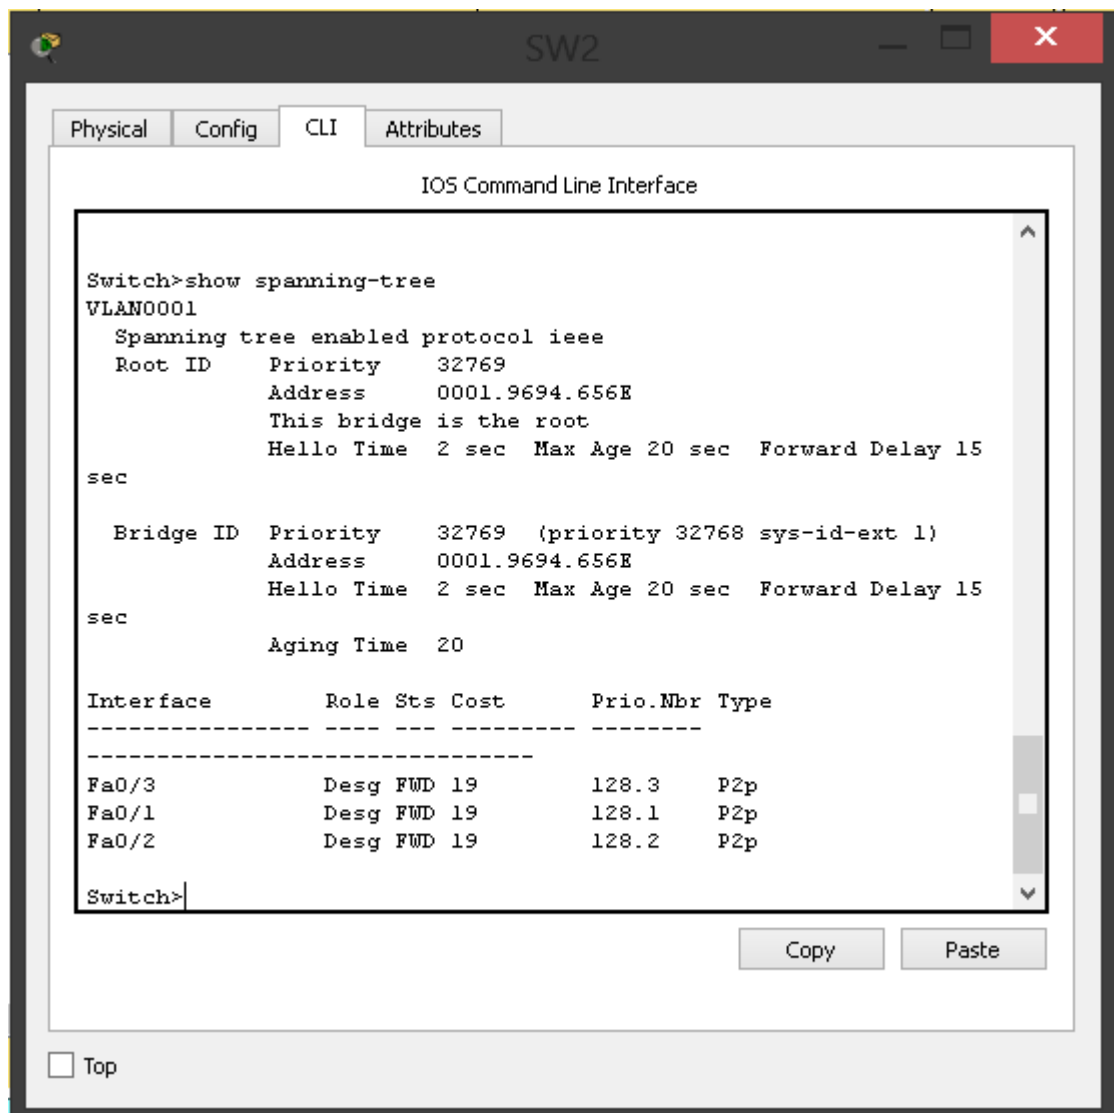 SW2
Physical Config CLI Attributes
IOS Command Line Interface
Switch>show spanning-tree
VLAN0001
  Spanning tree enabled protocol ieee
  Root ID    Priority    32769
             Address     0001.9694.656E
             This bridge is the root
             Hello Time  2 sec  Max Age 20 sec  Forward Delay 15
sec

  Bridge ID  Priority    32769  (priority 32768 sys-id-ext 1)
             Address     0001.9694.656E
             Hello Time  2 sec  Max Age 20 sec  Forward Delay 15
sec
             Aging Time  20

Interface        Role Sts Cost      Prio.Nbr Type
---------------- ---- --- --------- --------
--------------------------------
Fa0/3            Desg FWD 19        128.3    P2p
Fa0/1            Desg FWD 19        128.1    P2p
Fa0/2            Desg FWD 19        128.2    P2p

Switch>
Copy Paste
Top